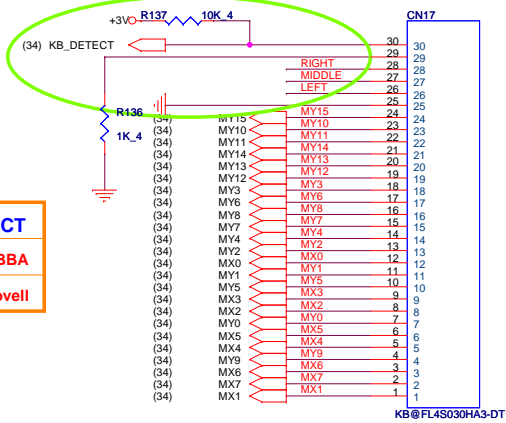 +3V R137 10K_4 CN17
(34) KB_DETECT 30 30
29 29
RIGHT 28 28
MIDDLE 27 27
LEFT 26 26
25 25
R136
1K_4
(34) MY15 MY15 24 24
(34) MY10 MY10 23 23
(34) MY11 MY11 22 22
(34) MY14 MY14 21 21
(34) MY13 MY13 20 20
(34) MY12 MY12 19 19
(34) MY3 MY3 18 18
(34) MY6 MY6 17 17
(34) MY8 MY8 16 16
(34) MY7 MY7 15 15
(34) MY4 MY4 14 14
(34) MY2 MY2 13 13
(34) MX0 MX0 12 12
(34) MY1 MY1 11 11
(34) MY5 MY5 10 10
(34) MX3 MX3 9 9
(34) MX2 MX2 8 8
(34) MY0 MY0 7 7
(34) MX5 MX5 6 6
(34) MX4 MX4 5 5
(34) MY9 MY9 4 4
(34) MX6 MX6 3 3
(34) MX7 MX7 2 2
(34) MX1 MX1 1 1
KB@FL4S030HA3-DT
CT
BBA
ovell